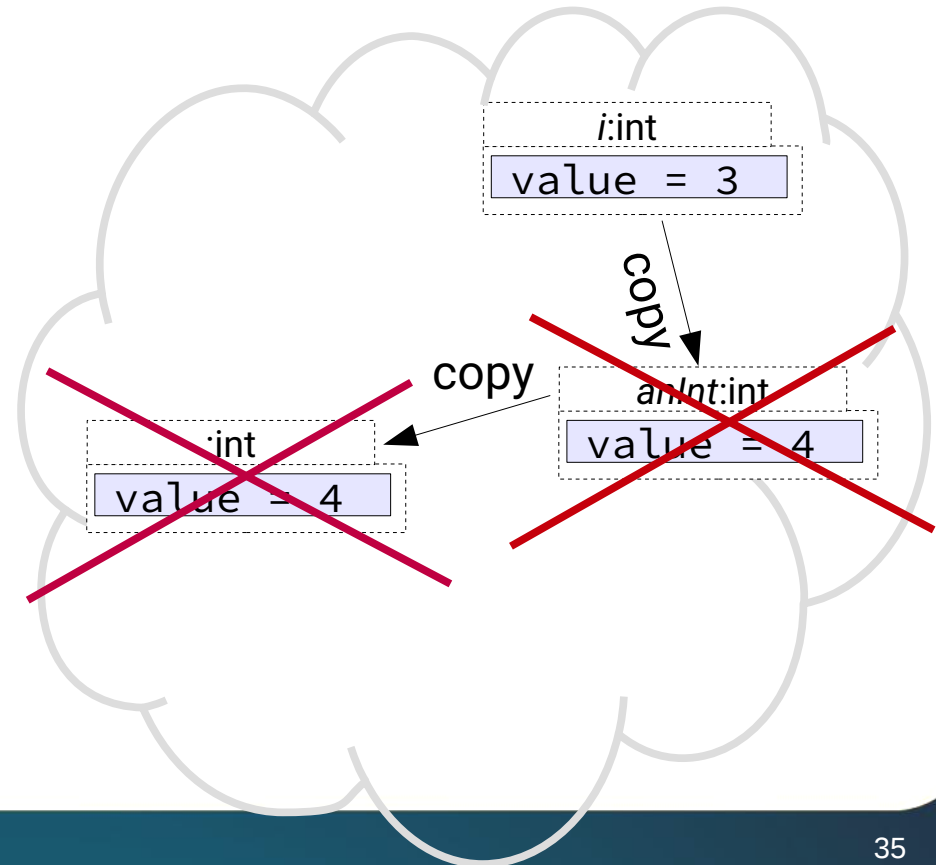 i:int
value = 3
copy
anInt:int
value = 4
copy
:int
value = 4
35